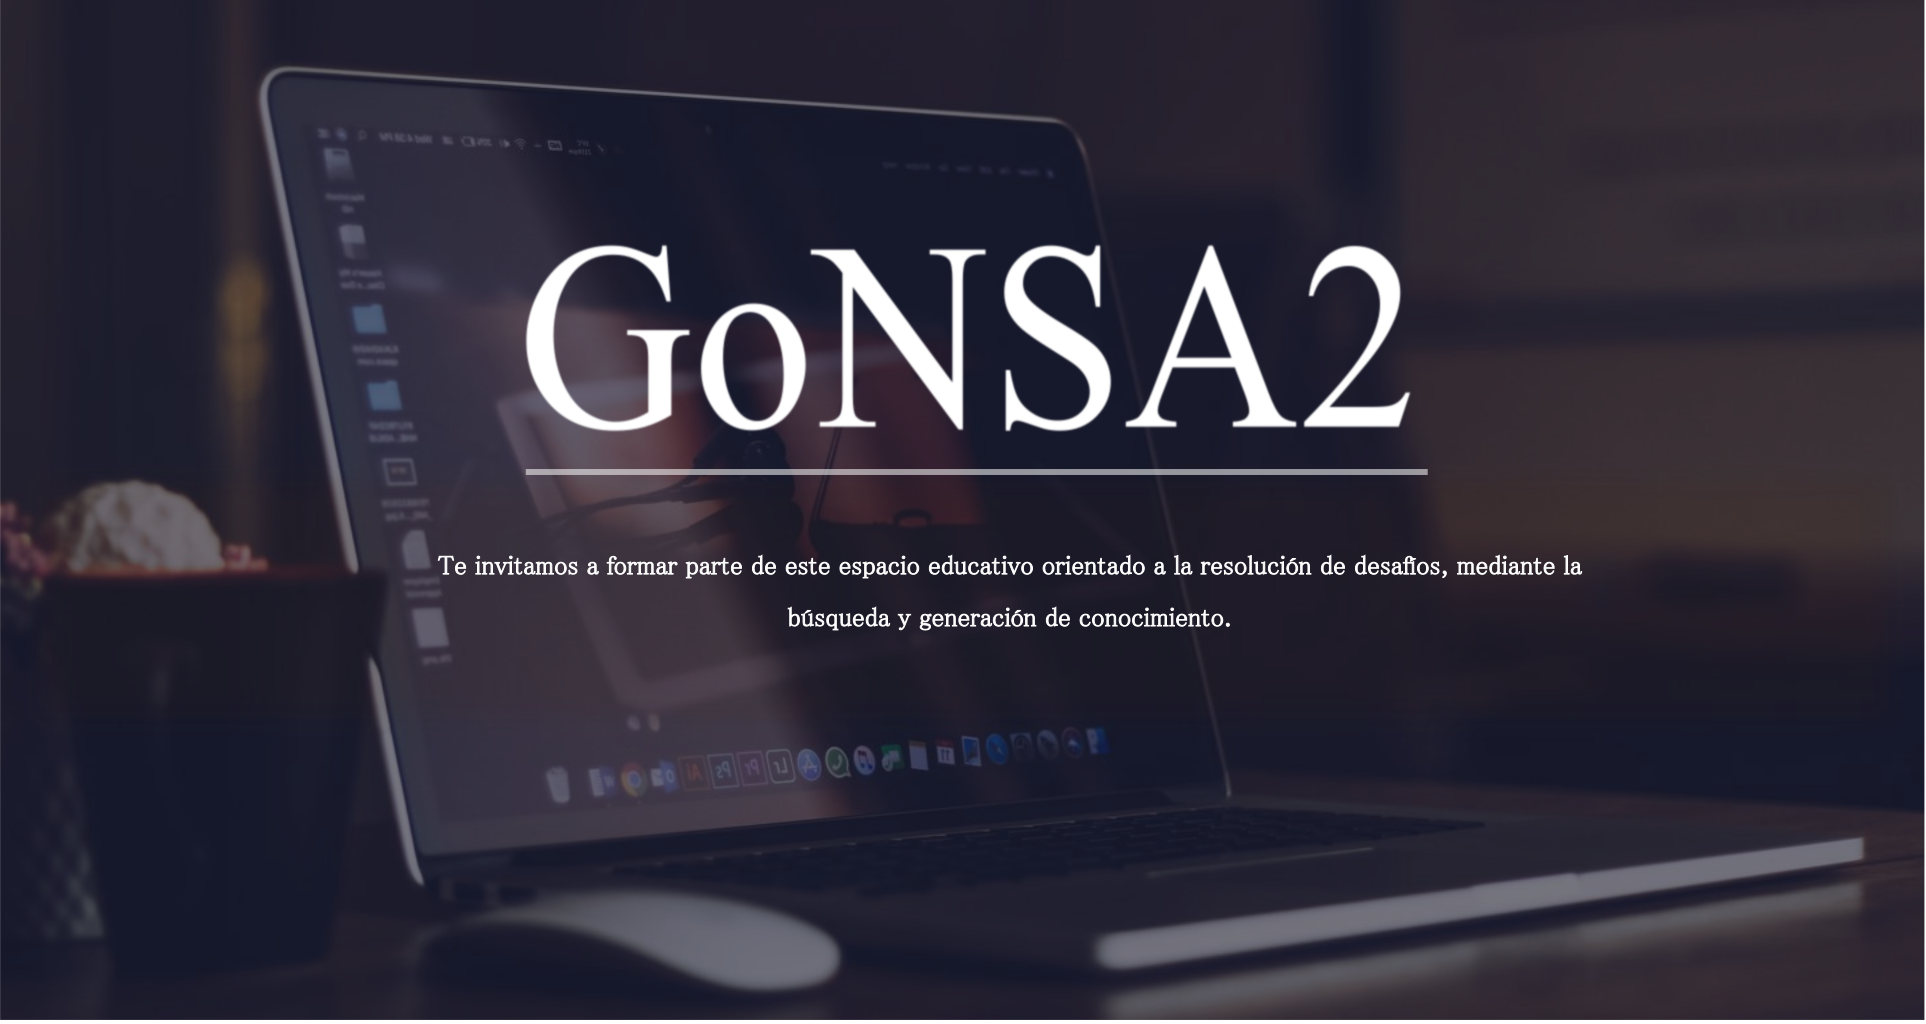 GoNSA2
Te invitamos a formar parte de este espacio educativo orientado a la resolución de desafíos, mediante la
búsqueda y generación de conocimiento.